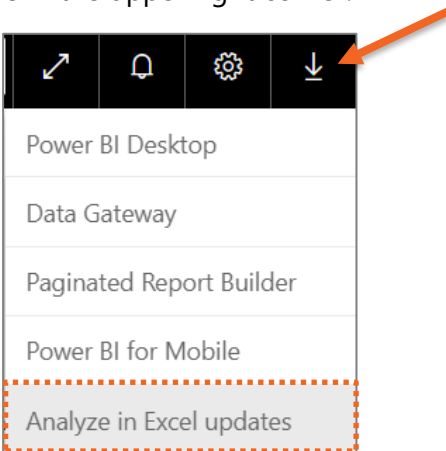 Power BI Desktop
Data Gateway
Paginated Report Builder
Power BI for Mobile
Analyze in Excel updates